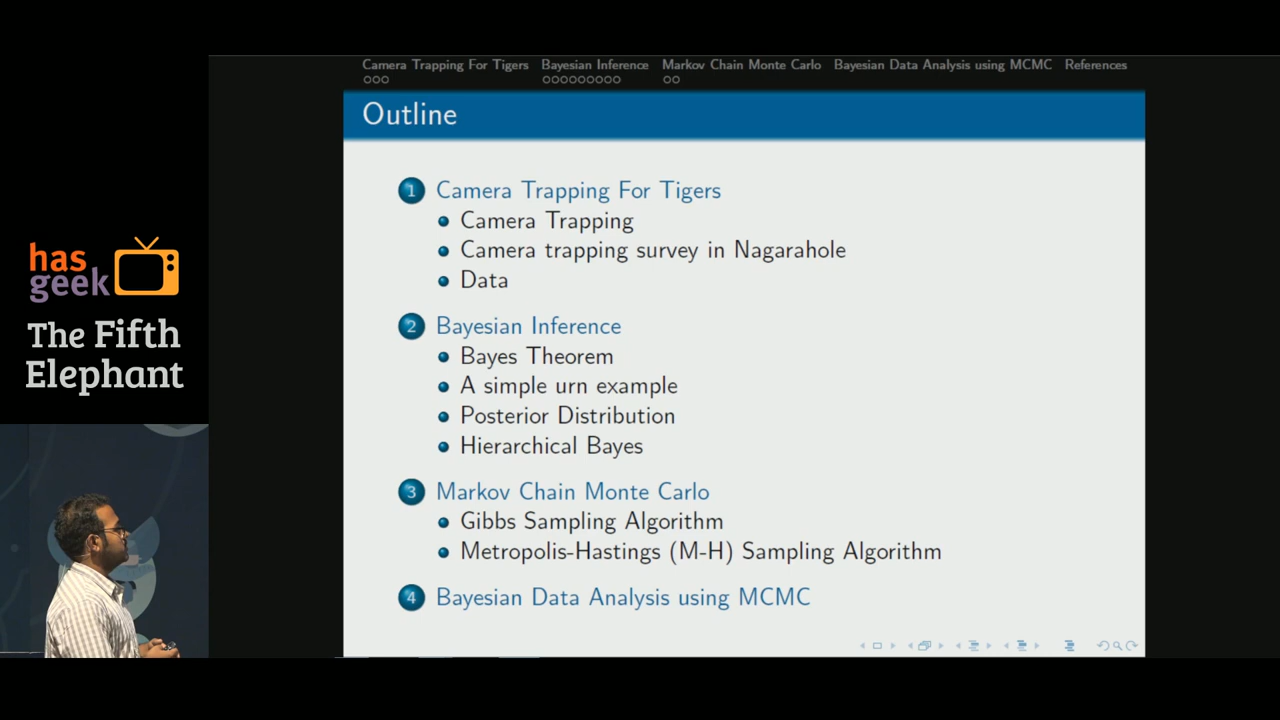 Camera Trapping For Tigers Bayesian Inference Markov Chain Monte Carlo Bayesian Data Analysis using MCMC References
Outline
1 Camera Trapping For Tigers
Camera Trapping
Camera trapping survey in Nagarahole
Data
2 Bayesian Inference
Bayes Theorem
A simple urn example
Posterior Distribution
Hierarchical Bayes
3 Markov Chain Monte Carlo
Gibbs Sampling Algorithm
Metropolis-Hastings (M-H) Sampling Algorithm
4 Bayesian Data Analysis using MCMC
has
geek
The Fifth
Elephant